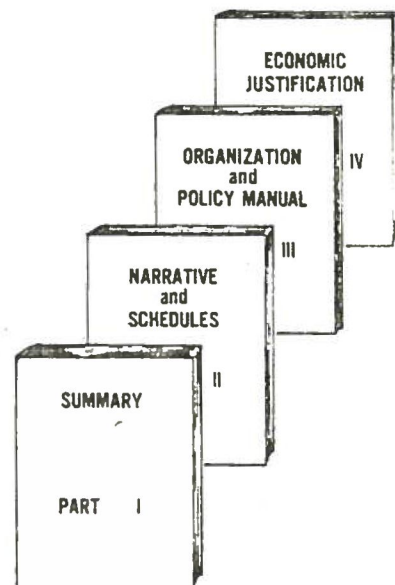 ECONOMIC
JUSTIFICATION
IV
ORGANIZATION
and
POLICY MANUAL
III
NARRATIVE
and
SCHEDULES
II
SUMMARY
PART I